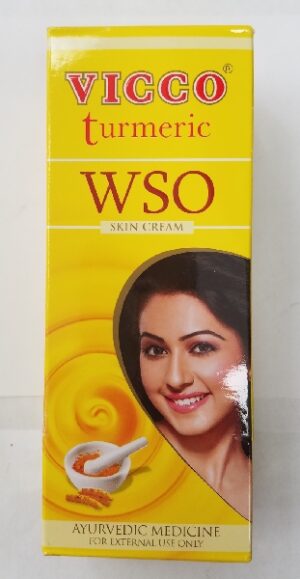 VICCO®
turmeric
WSO
SKIN CREAM
AYURVEDIC MEDICINE
FOR EXTERNAL USE ONLY